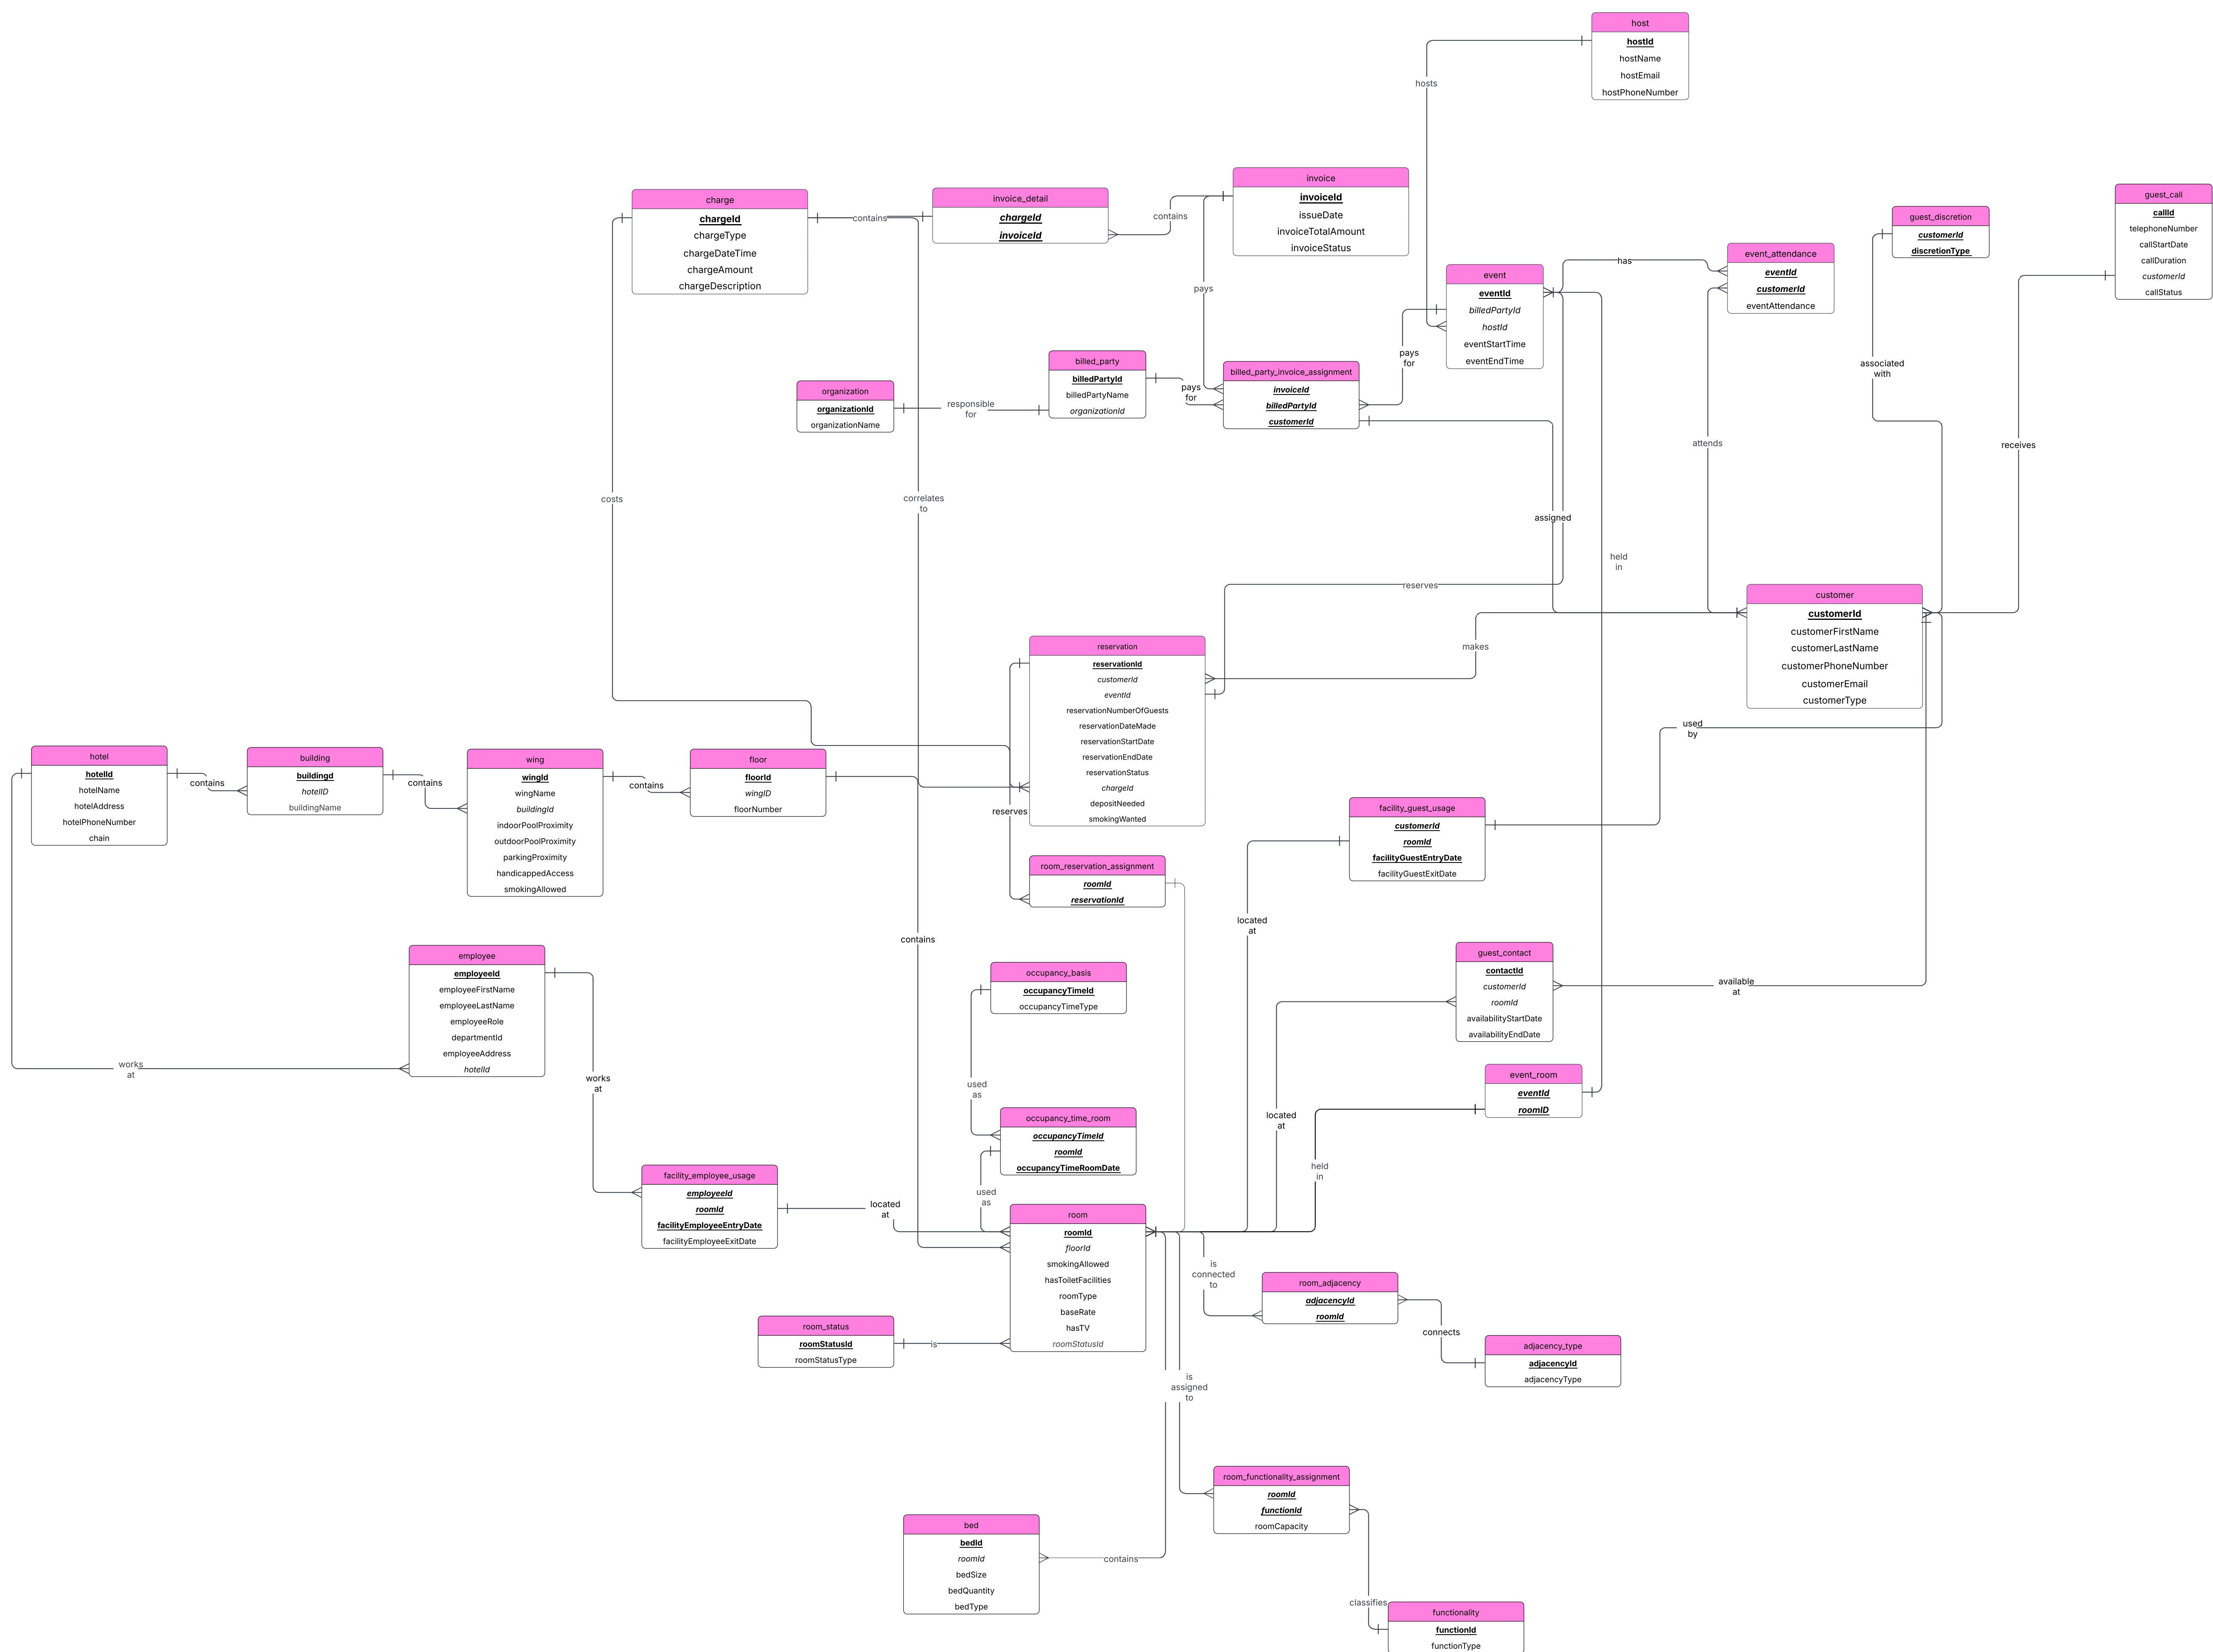 host
hostId
hostName
hostEmail
hostPhoneNumber
hosts
invoice
invoiceId
issueDate
invoiceTotalAmount
invoiceStatus
charge
chargeId
chargeType
chargeDateTime
chargeAmount
chargeDescription
contains
invoice_detail
chargeId
invoiceId
contains
guest_call
callId
telephoneNumber
callStartDate
callDuration
customerId
callStatus
guest_discretion
customerId
discretionType
event_attendance
eventId
customerId
eventAttendance
has
event
eventId
billedPartyId
hostId
eventStartTime
eventEndTime
pays
pays
for
associated
with
billed_party
billedPartyId
billedPartyName
organizationId
billed_party_invoice_assignment
invoiceId
billedPartyId
customerId
pays
for
organization
organizationId
organizationName
responsible
for
attends
receives
costs
correlates
to
assigned
held
in
reserves
customer
customerId
customerFirstName
customerLastName
customerPhoneNumber
customerEmail
customerType
makes
reservation
reservationId
customerId
eventId
reservationNumberOfGuests
reservationDateMade
reservationStartDate
reservationEndDate
reservationStatus
chargeId
depositNeeded
smokingWanted
used
by
hotel
hotelId
hotelName
hotelAddress
hotelPhoneNumber
chain
contains
building
buildingd
hotelID
buildingName
contains
wing
wingId
wingName
buildingId
indoorPoolProximity
outdoorPoolProximity
parkingProximity
handicappedAccess
smokingAllowed
contains
floor
floorId
wingID
floorNumber
reserves
facility_guest_usage
customerId
roomId
facilityGuestEntryDate
facilityGuestExitDate
room_reservation_assignment
roomId
reservationId
located
at
contains
employee
employeeId
employeeFirstName
employeeLastName
employeeRole
departmentId
employeeAddress
hotelId
occupancy_basis
occupancyTimeId
occupancyTimeType
guest_contact
contactId
customerId
roomId
availabilityStartDate
availabilityEndDate
available
at
works
at
works
at
used
as
event_room
eventId
roomID
occupancy_time_room
occupancyTimeId
roomId
occupancyTimeRoomDate
located
at
held
in
facility_employee_usage
employeeId
roomId
facilityEmployeeEntryDate
facilityEmployeeExitDate
used
as
located
at
room
roomId
floorId
smokingAllowed
hasToiletFacilities
roomType
baseRate
hasTV
roomStatusId
is
connected
to
room_adjacency
adjacencyId
roomId
room_status
roomStatusId
roomStatusType
is
connects
adjacency_type
adjacencyId
adjacencyType
is
assigned
to
room_functionality_assignment
roomId
functionId
roomCapacity
bed
bedId
roomId
bedSize
bedQuantity
bedType
contains
classifies
functionality
functionId
functionType